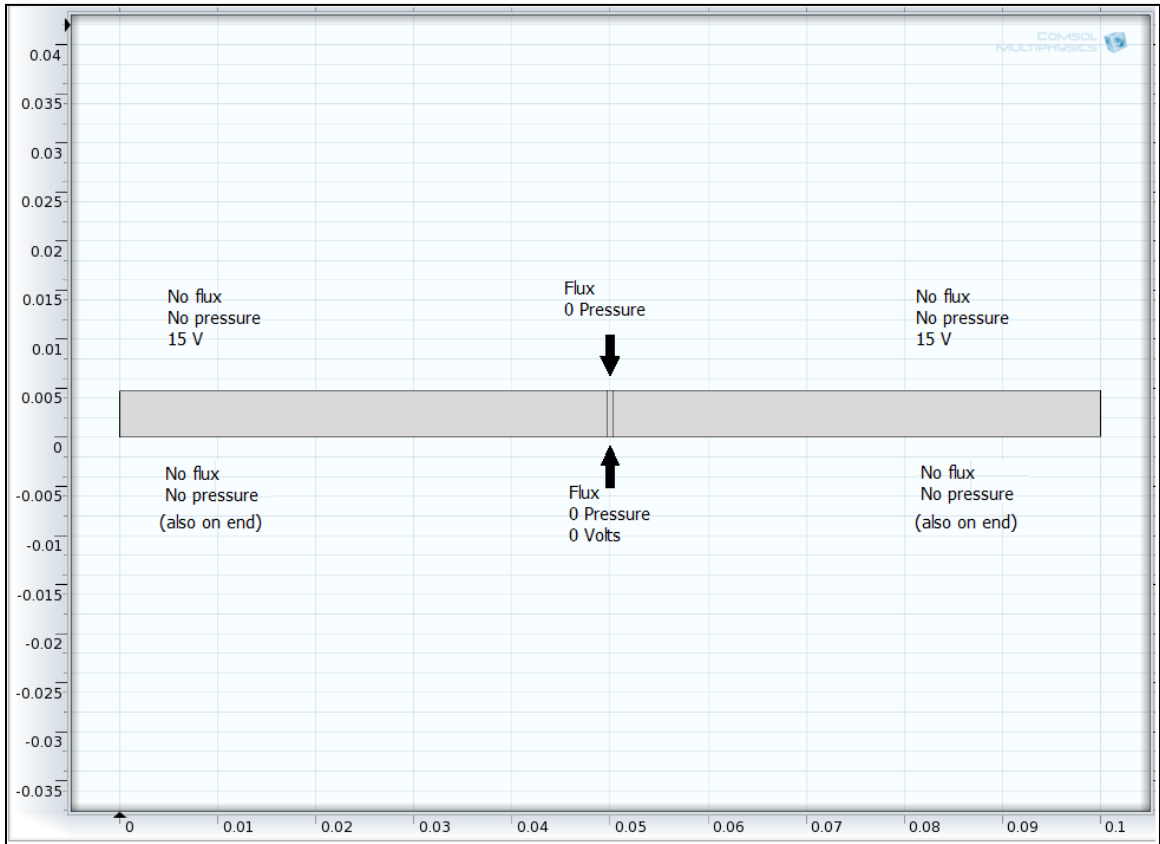 COMSOL
MULTIPHYSICS
0.04
0.035
0.03
0.025
0.02
0.015
0.01
0.005
0
-0.005
-0.01
-0.015
-0.02
-0.025
-0.03
-0.035
No flux
No pressure
15 V
Flux
0 Pressure
No flux
No pressure
15 V
No flux
No pressure
(also on end)
Flux
0 Pressure
0 Volts
No flux
No pressure
(also on end)
0 0.01 0.02 0.03 0.04 0.05 0.06 0.07 0.08 0.09 0.1